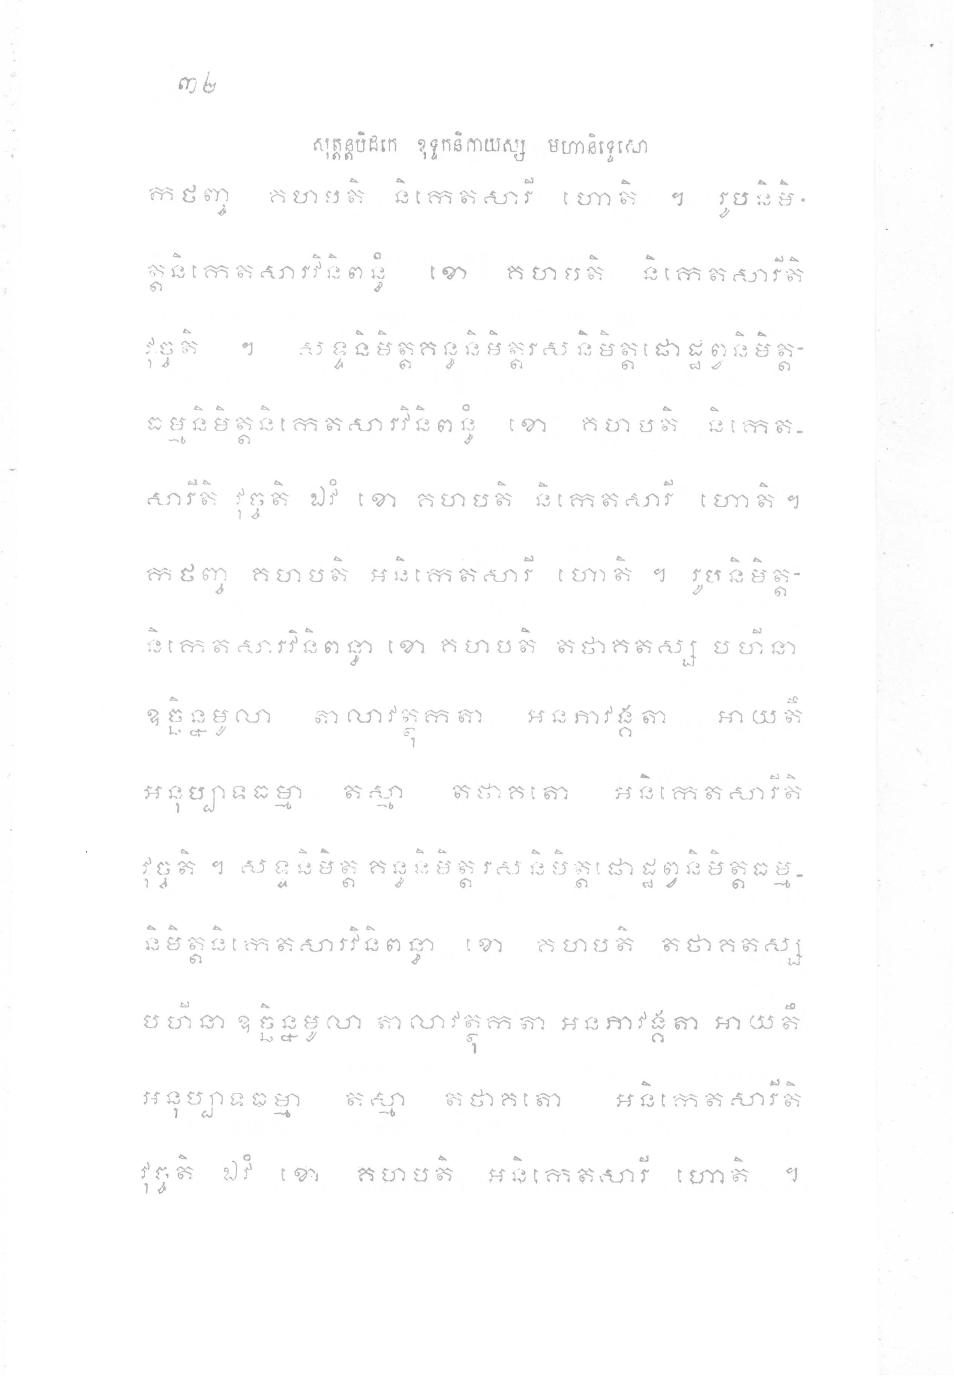 ៣២
សុត្តន្តបិដកេ ខុទ្ទកនិកាយស្ស មហានិទ្ទេសោ
កថញ្ច គហបតិ និកេតសារី ហោតិ ។ រូបនិមិ-
ត្តនិកេតសារវិនិពន្ធំ ខោ គហបតិ និកេតសារីតិ
វុច្ចតិ ។ សទ្ទនិមិត្តគន្ធនិមិត្តរសនិមិត្តផោដ្ឋព្វនិមិត្ត-
ធម្មនិមិត្តនិកេតសារវិនិពន្ធំ ខោ គហបតិ និកេត-
សារីតិ វុច្ចតិ ឯវំ ខោ គហបតិ និកេតសារី ហោតិ ។
កថញ្ច គហបតិ អនិកេតសារី ហោតិ ។ រូបនិមិត្ត-
និកេតសារវិនិពន្ធា ខោ គហបតិ តថាគតស្ស បហីនា
ឧច្ឆិន្នមូលា តាលាវត្ថុកតា អនភាវង្គតា អាយតឹ
អនុប្បាទធម្មា តស្មា តថាគតោ អនិកេតសារីតិ
វុច្ចតិ ។ សទ្ទនិមិត្ត គន្ធនិមិត្តរសនិមិត្តផោដ្ឋព្វនិមិត្តធម្ម-
និមិត្តនិកេតសារវិនិពន្ធា ខោ គហបតិ តថាគតស្ស
បហីនា ឧច្ឆិន្នមូលា តាលាវត្ថុកតា អនភាវង្គតា អាយតឹ
អនុប្បាទធម្មា តស្មា តថាគតោ អនិកេតសារីតិ
វុច្ចតិ ឯវំ ខោ គហបតិ អនិកេតសារី ហោតិ ។